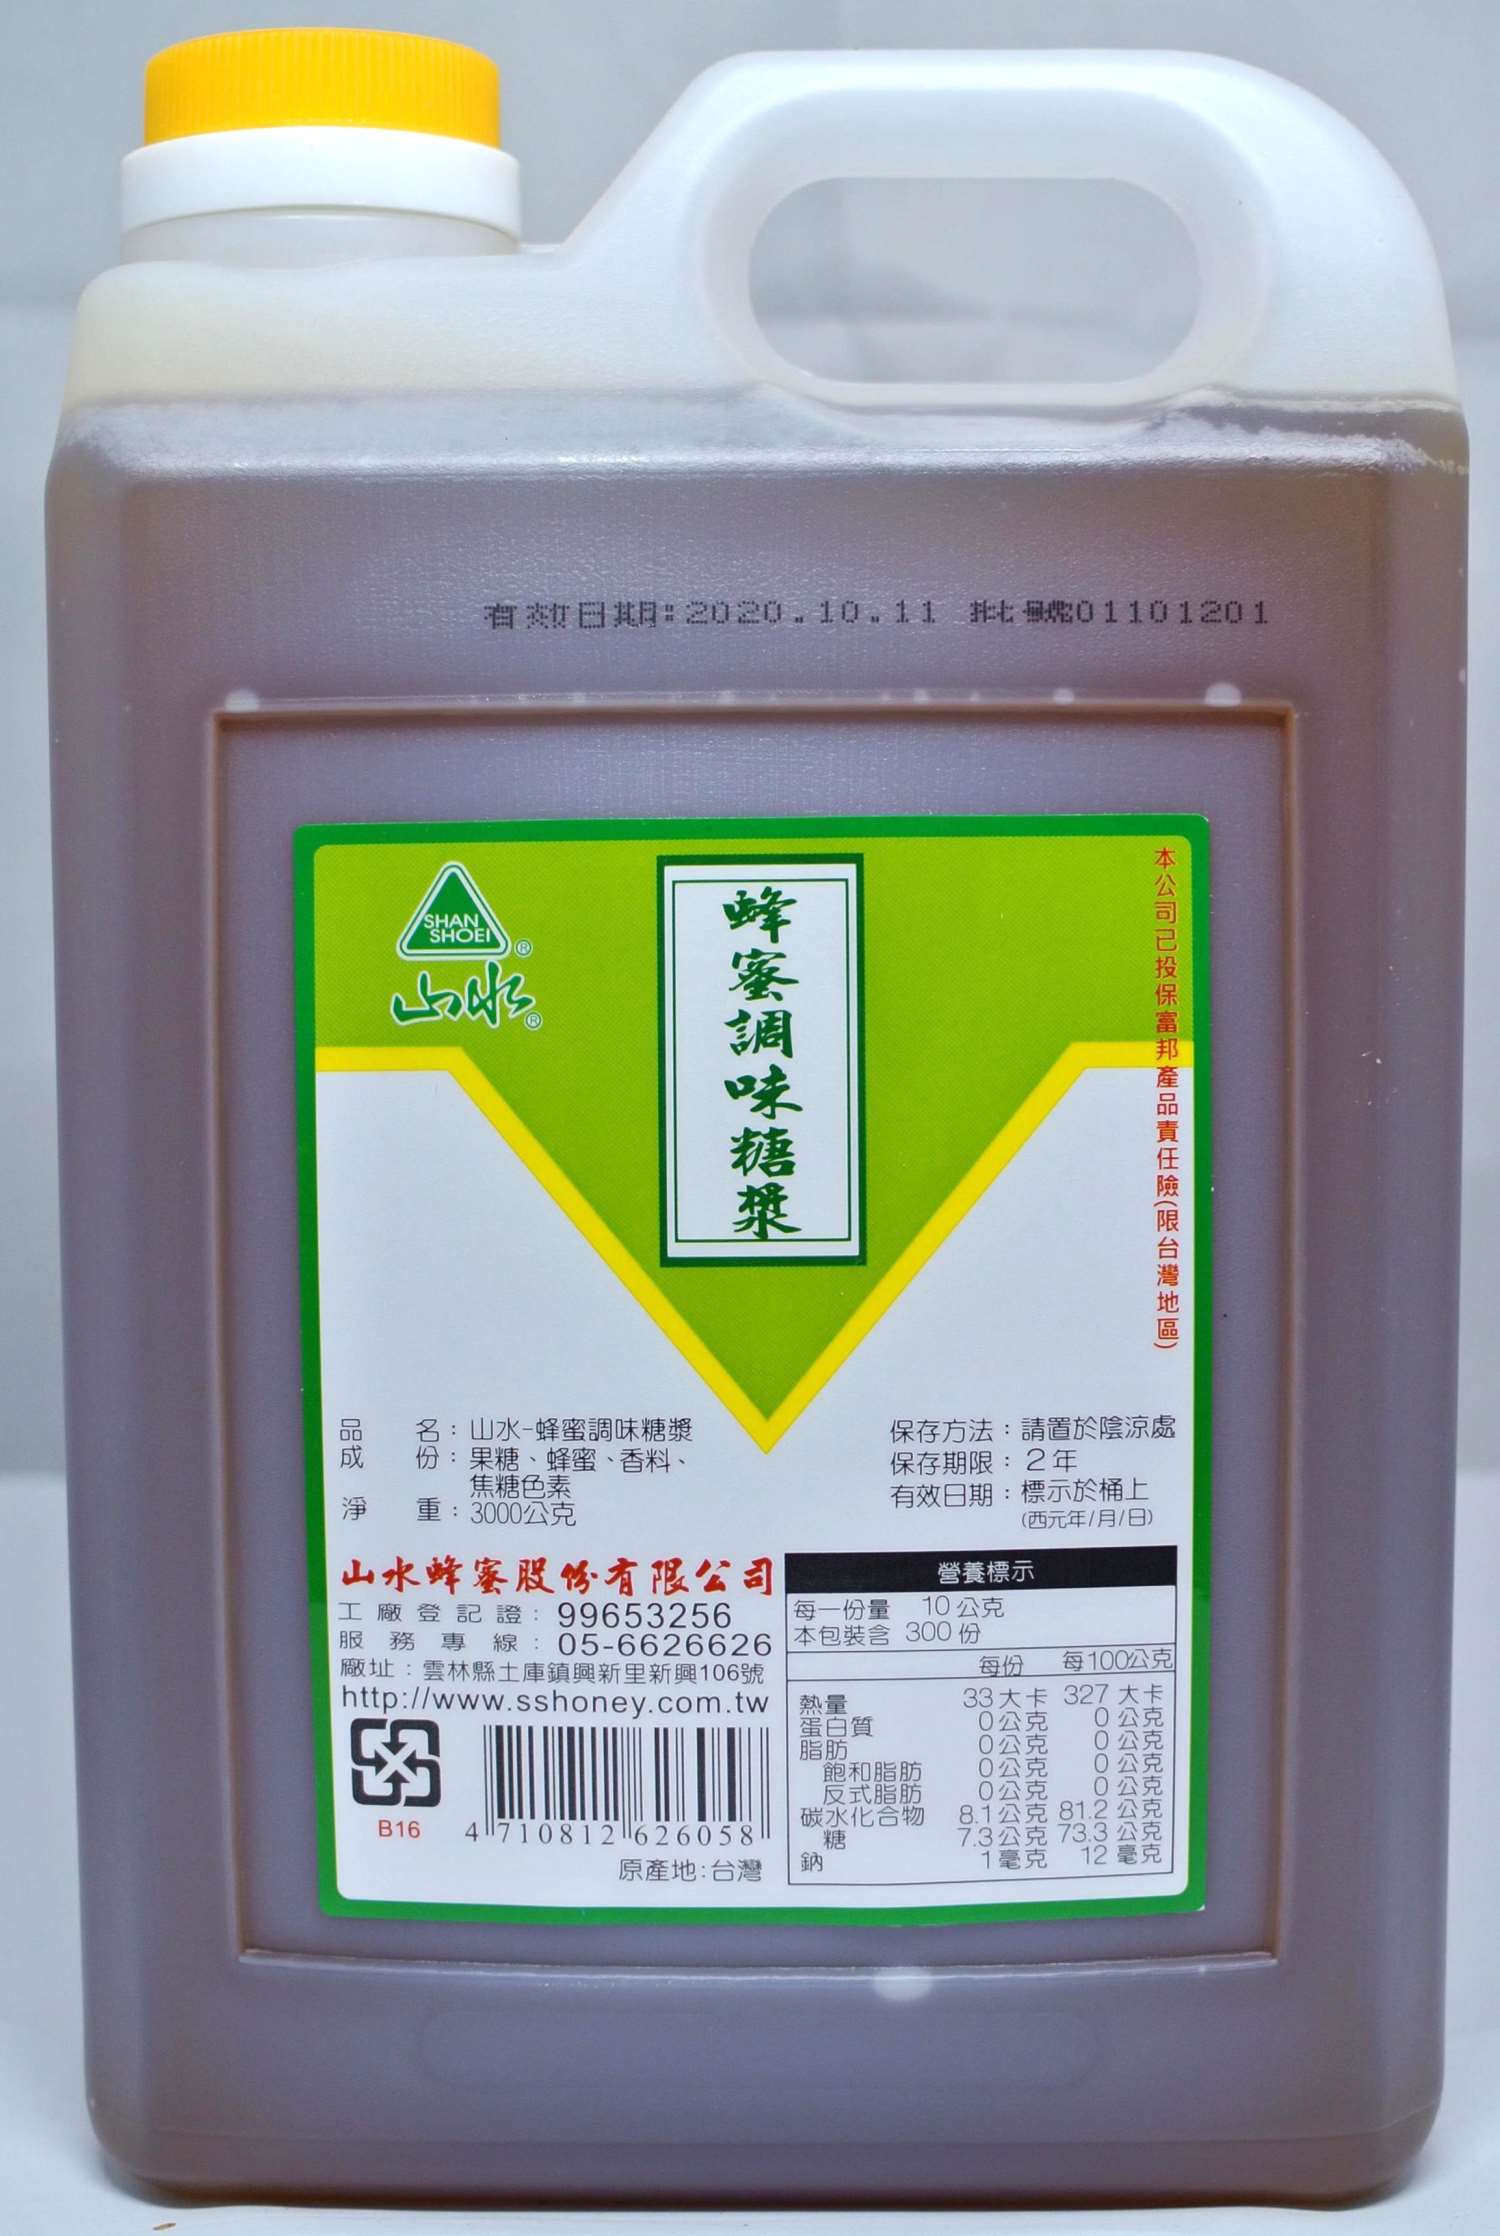 有效日期:2020.10.11 批號01101201
SHAN
SHOEI
®
山水®
蜂蜜調味糖漿
本公司已投保富邦產品責任險(限台灣地區)
品名：山水-蜂蜜調味糖漿
成份：果糖、蜂蜜、香料、
焦糖色素
淨重：3000公克
保存方法：請置於陰涼處
保存期限：2年
有效日期：標示於桶上
(西元年/月/日)
山水蜂蜜股份有限公司
工廠登記證：99653256
服務專線：05-6626626
廠址：雲林縣土庫鎮興新里新興106號
http://www.sshoney.com.tw
B16
4 710812 626058
原產地:台灣
營養標示
每一份量 10公克
本包裝含 300份
每份 每100公克
熱量 33大卡 327大卡
蛋白質 0公克 0公克
脂肪 0公克 0公克
飽和脂肪 0公克 0公克
反式脂肪 0公克 0公克
碳水化合物 8.1公克 81.2公克
糖 7.3公克 73.3公克
鈉 1毫克 12毫克